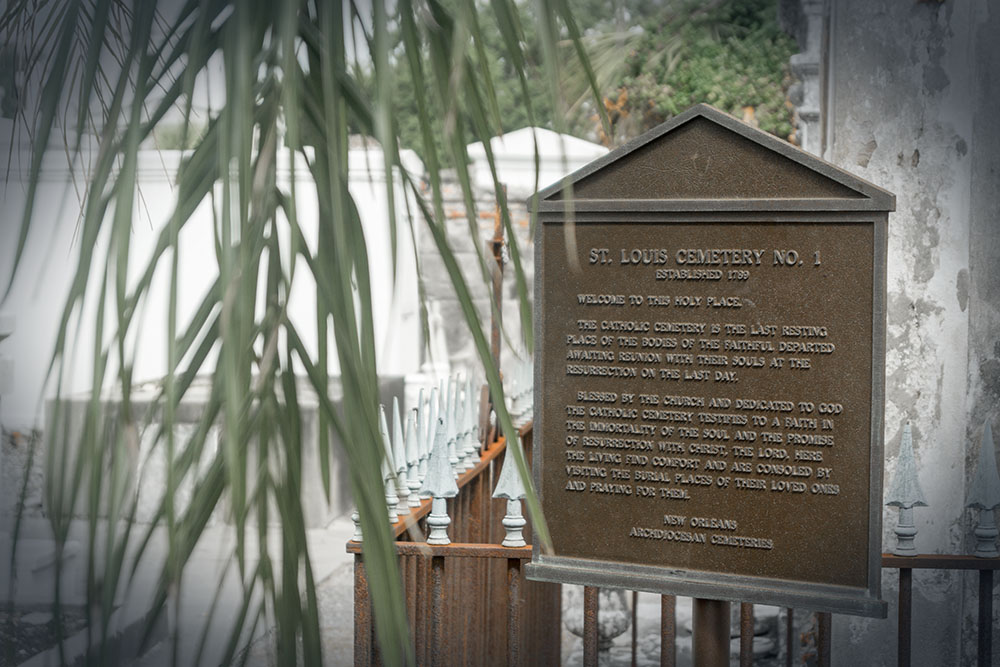 ST. LOUIS CEMETERY NO. 1
ESTABLISHED 1789
WELCOME TO THIS HOLY PLACE.
THE CATHOLIC CEMETERY IS THE LAST RESTING
PLACE OF THE BODIES OF THE FAITHFUL DEPARTED
AWAITING REUNION WITH THEIR SOULS AT THE
RESURRECTION ON THE LAST DAY.
BLESSED BY THE CHURCH AND DEDICATED TO GOD
THE CATHOLIC CEMETERY TESTIFIES TO A FAITH IN
THE IMMORTALITY OF THE SOUL AND THE PROMISE
OF RESURRECTION WITH CHRIST, THE LORD. HERE
THE LIVING FIND COMFORT AND ARE CONSOLED BY
VISITING THE BURIAL PLACES OF THEIR LOVED ONES
AND PRAYING FOR THEM.
NEW ORLEANS
ARCHDIOCESAN CEMETERIES